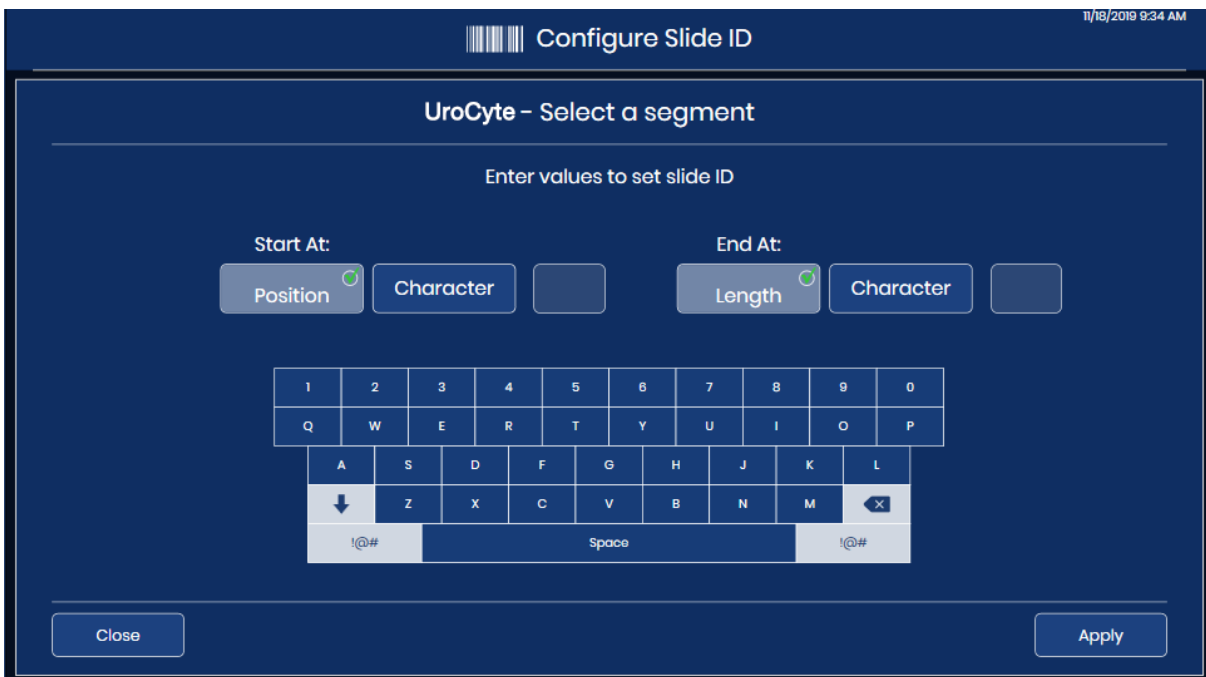 11/18/2019 9:34 AM
Configure Slide ID
UroCyte - Select a segment
Enter values to set slide ID
Start At: End At:
Position Character Length Character
1 2 3 4 5 6 7 8 9 0
Q W E R T Y U I O P
A S D F G H J K L
Z X C V B N M
!@# Space !@#
Close Apply